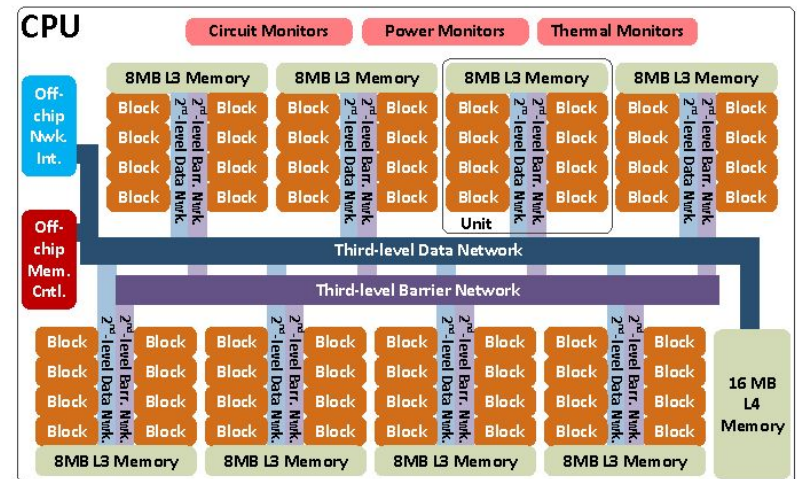 CPU
Circuit Monitors
Power Monitors
Thermal Monitors
Off-
chip
Nwk.
Int.
8MB L3 Memory
8MB L3 Memory
8MB L3 Memory
8MB L3 Memory
Block
Block
Block
Block
2nd-level Data Nwk.
2nd-level Barr. Nwk.
Block
Block
Block
Block
Block
Block
Block
Block
2nd-level Data Nwk.
2nd-level Barr. Nwk.
Block
Block
Block
Block
Block
Block
Block
Block
2nd-level Data Nwk.
2nd-level Barr. Nwk.
Block
Block
Block
Block
Unit
Block
Block
Block
Block
2nd-level Data Nwk.
2nd-level Barr. Nwk.
Block
Block
Block
Block
Off-
chip
Mem.
Cntl.
Third-level Data Network
Third-level Barrier Network
Block
Block
Block
Block
2nd-level Data Nwk.
2nd-level Barr. Nwk.
Block
Block
Block
Block
Block
Block
Block
Block
2nd-level Data Nwk.
2nd-level Barr. Nwk.
Block
Block
Block
Block
Block
Block
Block
Block
2nd-level Data Nwk.
2nd-level Barr. Nwk.
Block
Block
Block
Block
Block
Block
Block
Block
2nd-level Data Nwk.
2nd-level Barr. Nwk.
Block
Block
Block
Block
8MB L3 Memory
8MB L3 Memory
8MB L3 Memory
8MB L3 Memory
16 MB
L4
Memory